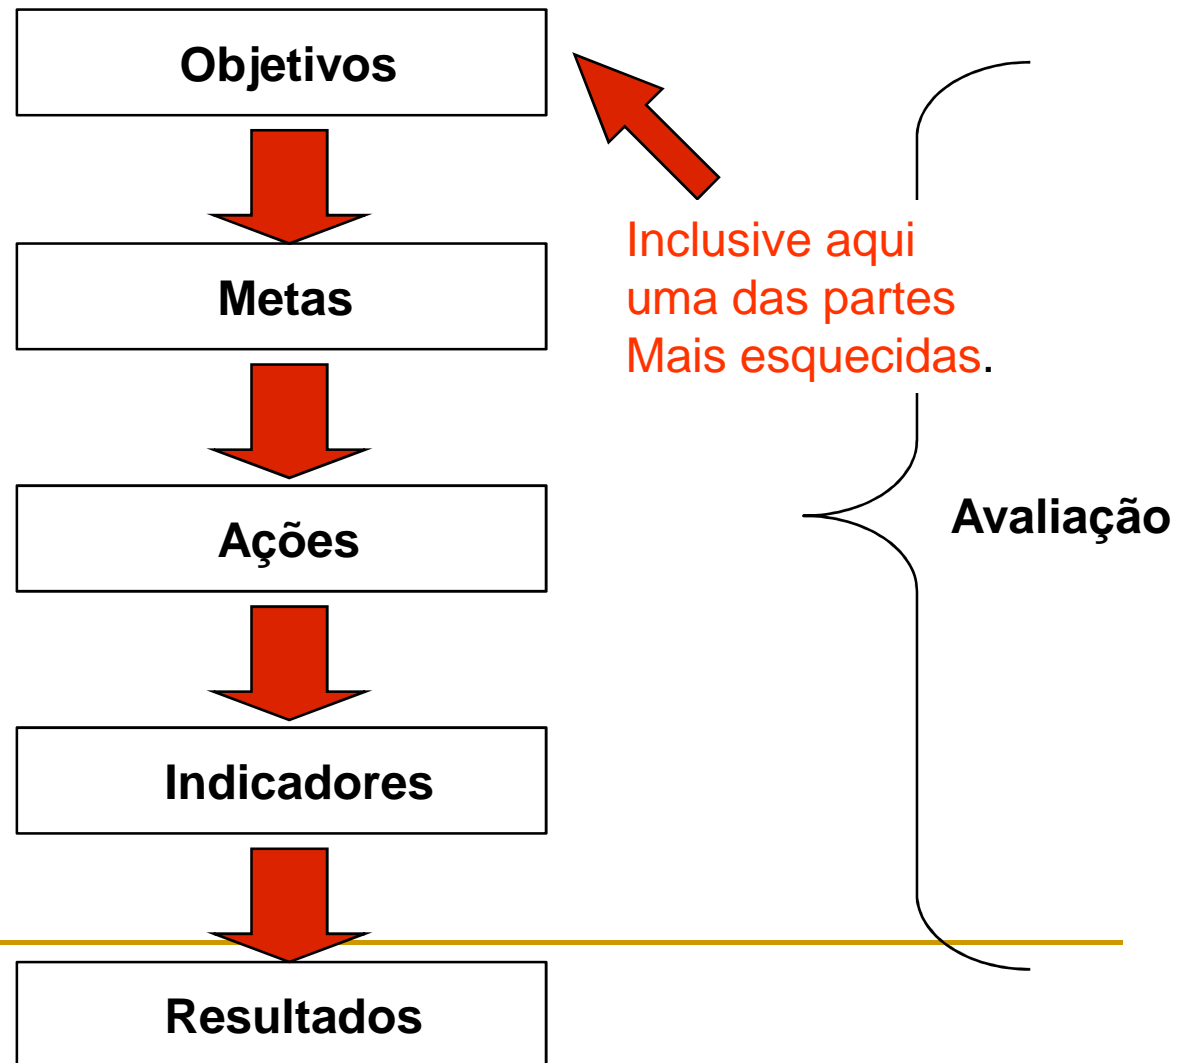 Objetivos
Inclusive aqui
uma das partes
Mais esquecidas.
Metas
Ações
Avaliação
Indicadores
Resultados